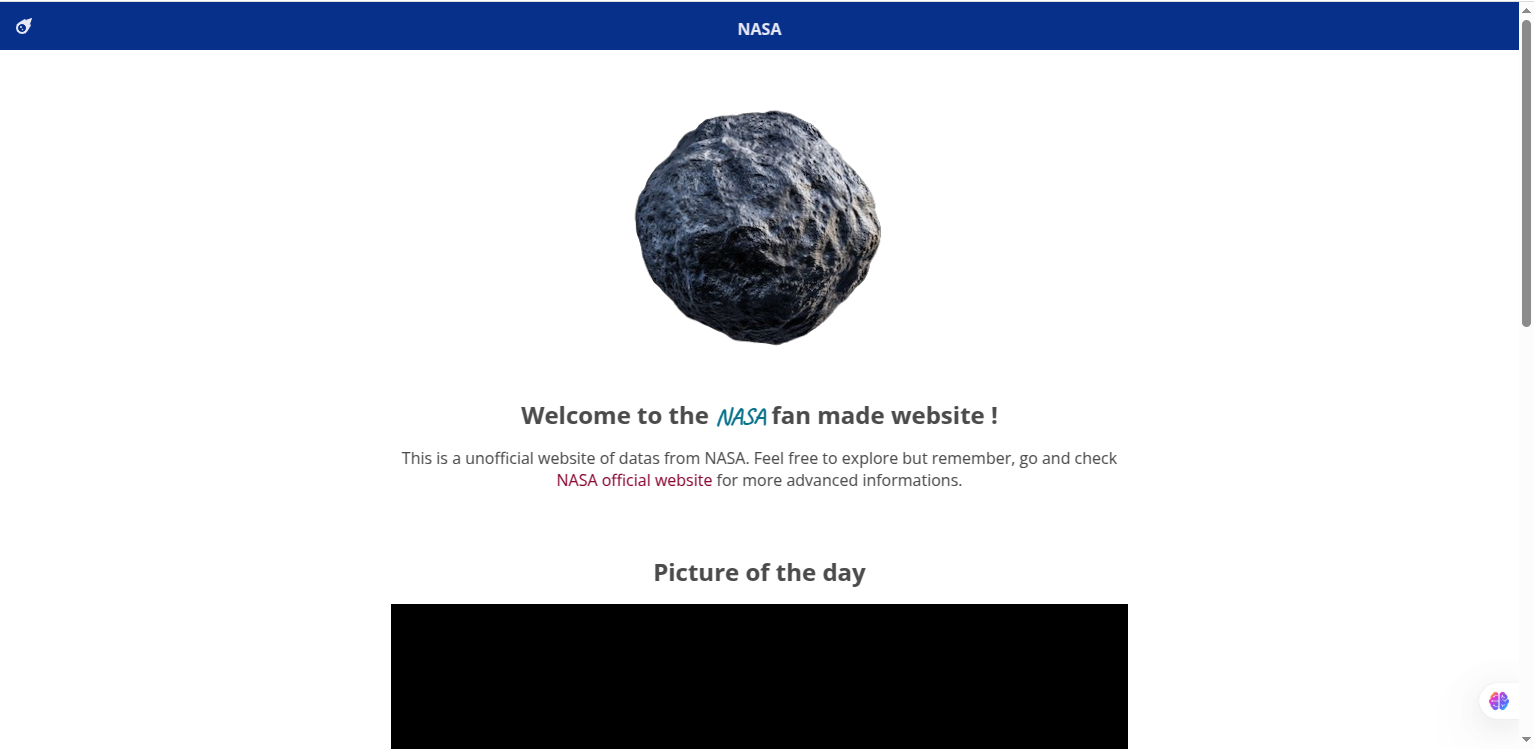 NASA
Welcome to the NASA fan made website !
This is a unofficial website of datas from NASA. Feel free to explore but remember, go and check
NASA official website for more advanced informations.
Picture of the day